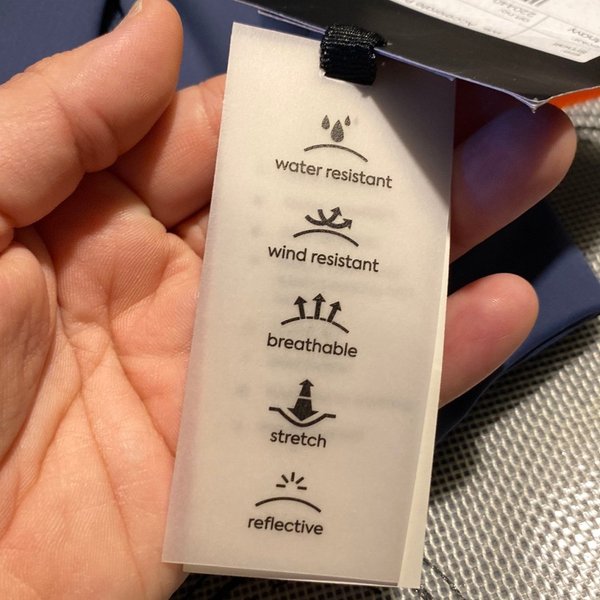 water resistant
wind resistant
breathable
stretch
reflective